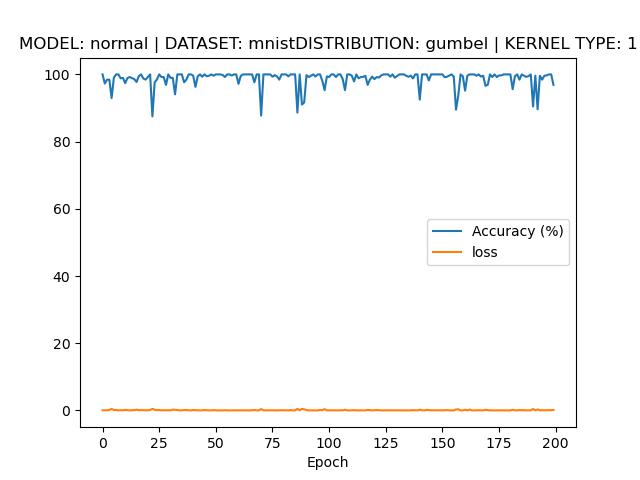 MODEL: normal | DATASET: mnistDISTRIBUTION: gumbel | KERNEL TYPE: 1
100
80
60
40
20
0
Accuracy (%)
loss
0 25 50 75 100 125 150 175 200
Epoch